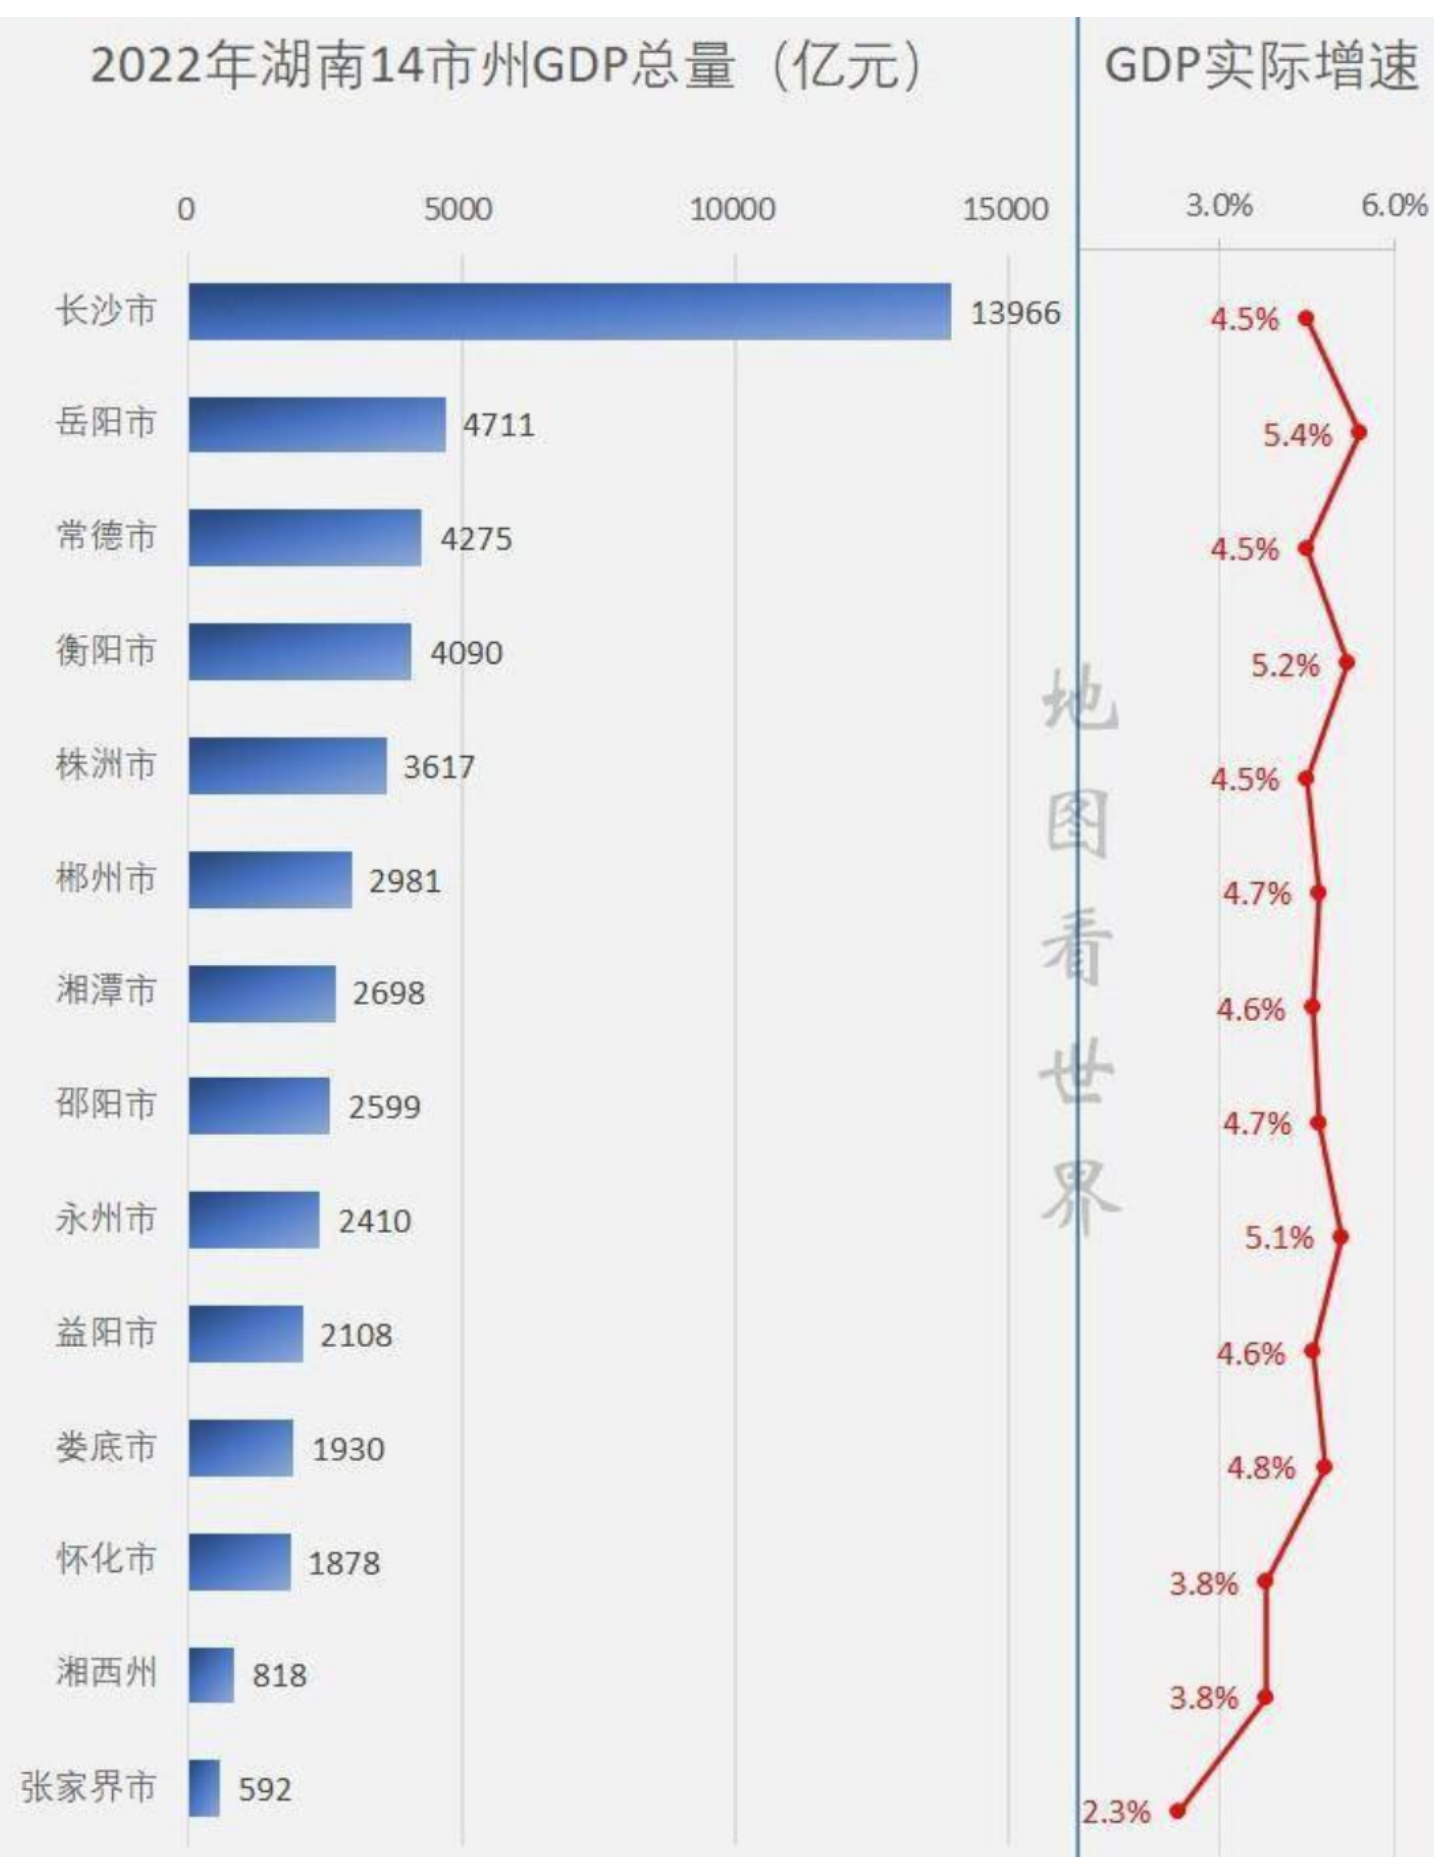 2022年湖南14市州GDP总量（亿元）
GDP实际增速
0 5000 10000 15000
3.0% 6.0%
长沙市 13966 4.5%
岳阳市 4711 5.4%
常德市 4275 4.5%
衡阳市 4090 5.2%
株洲市 3617 4.5%
郴州市 2981 4.7%
湘潭市 2698 4.6%
邵阳市 2599 4.7%
永州市 2410 5.1%
益阳市 2108 4.6%
娄底市 1930 4.8%
怀化市 1878 3.8%
湘西州 818 3.8%
张家界市 592 2.3%
地图看世界